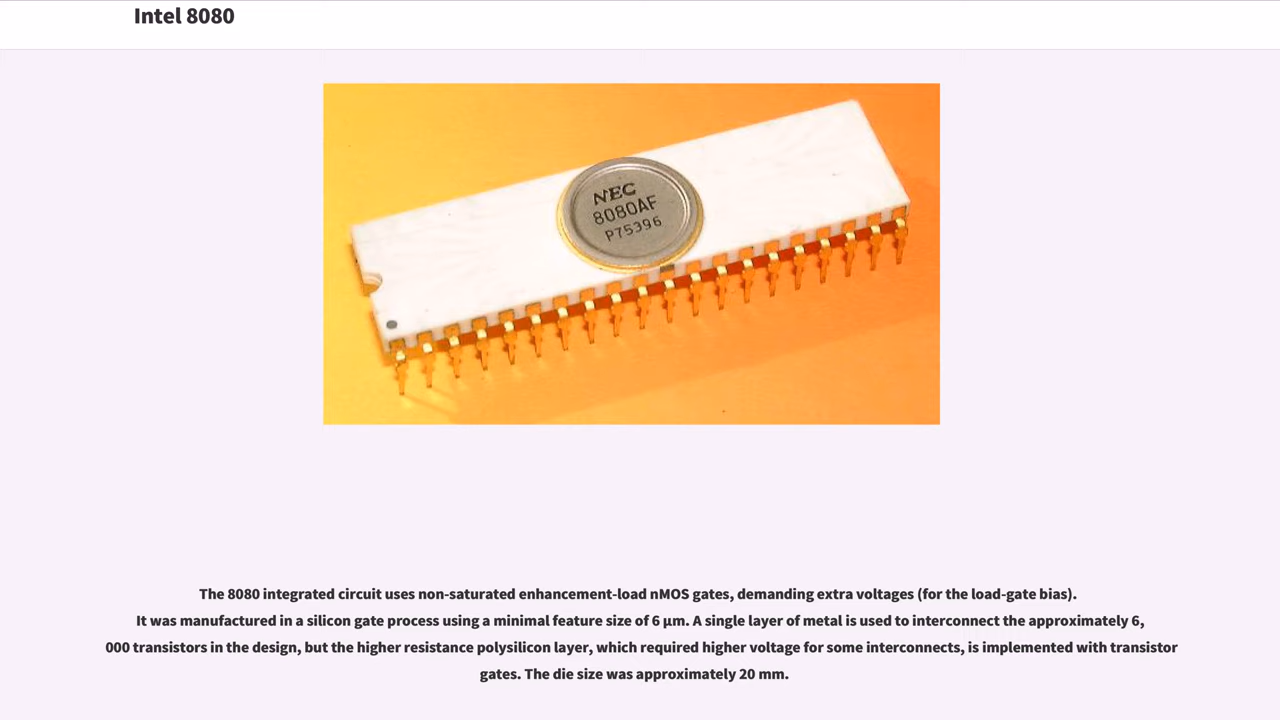 Intel 8080
NEC
8080AF
P75396
The 8080 integrated circuit uses non-saturated enhancement-load nMOS gates, demanding extra voltages (for the load-gate bias).
It was manufactured in a silicon gate process using a minimal feature size of 6 μm. A single layer of metal is used to interconnect the approximately 6,
000 transistors in the design, but the higher resistance polysilicon layer, which required higher voltage for some interconnects, is implemented with transistor
gates. The die size was approximately 20 mm.